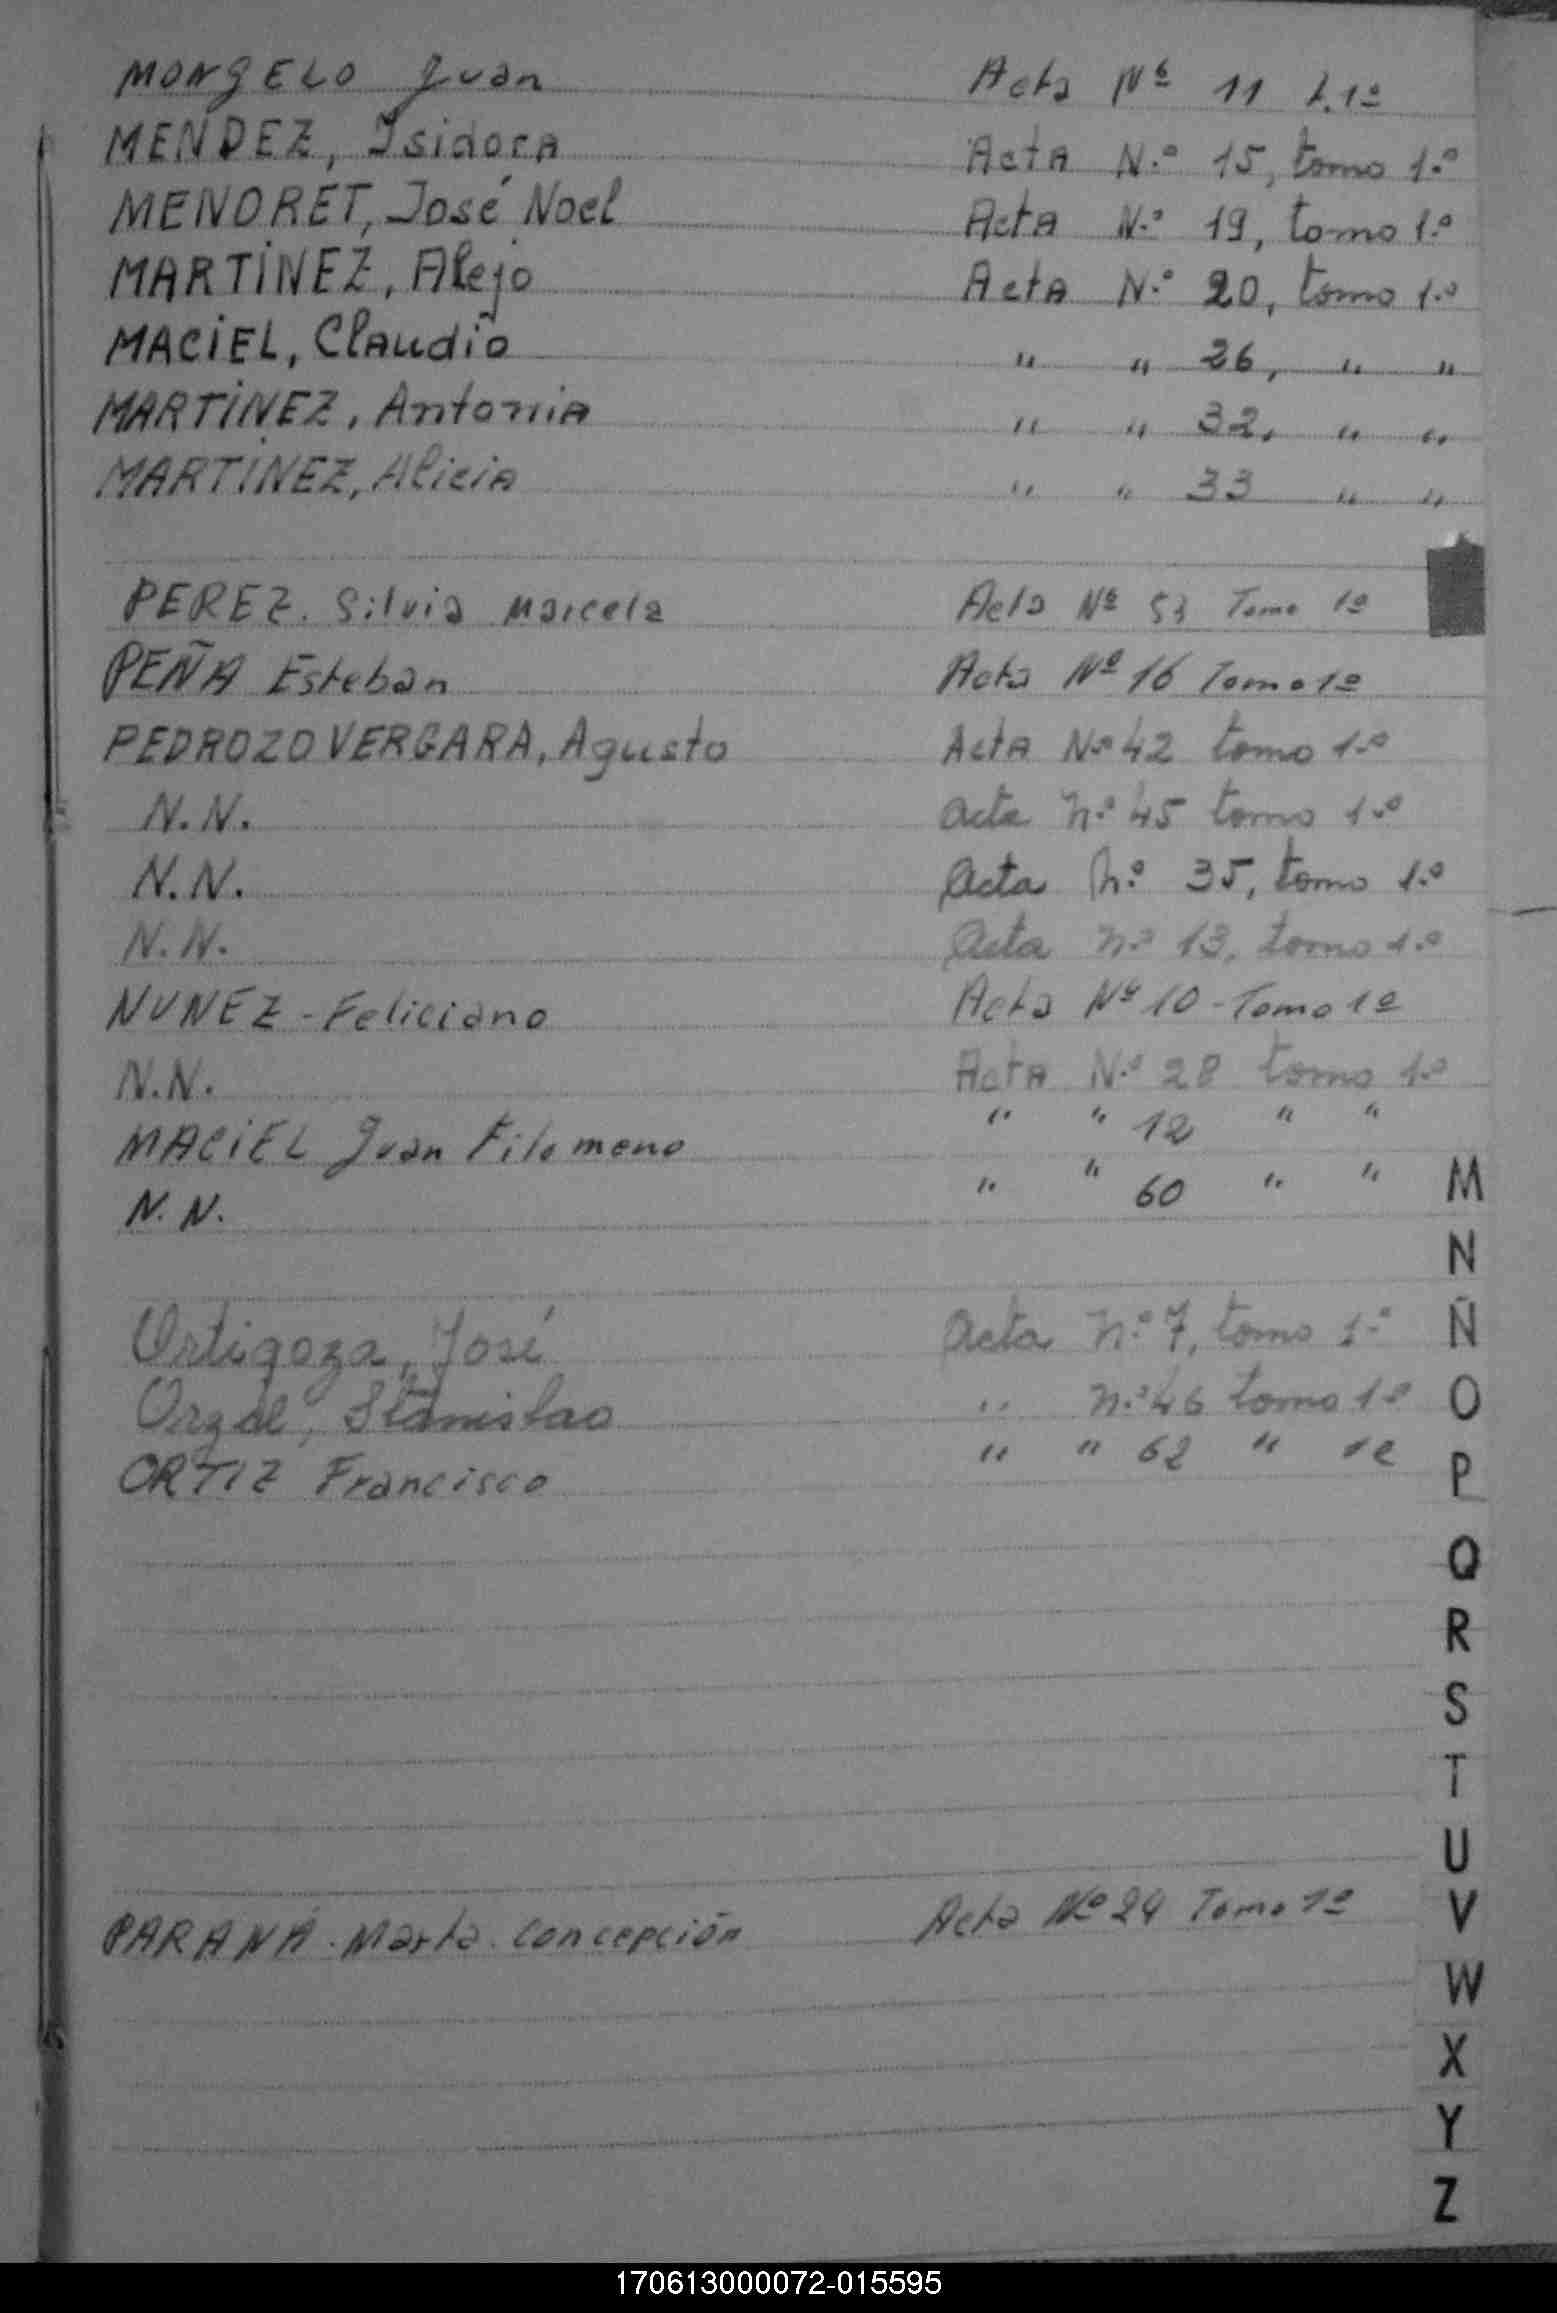 MONGELO Juan Acta Nº 11 t.1º
MENDEZ, Isidora Acta N.º 15, tomo 1.º
MENORET, José Noel Acta N.º 19, tomo 1.º
MARTINEZ, Alejo Acta N.º 20, tomo 1.º
MACIEL, Claudio " " 26, " "
MARTINEZ, Antonia " " 32, " "
MARTINEZ, Alicia " " 33 " "
PEREZ. Silvia Marcela Acta Nº 53 Tomo 1º
PEÑA Esteban Acta Nº 16 Tomo 1º
PEDROZO VERGARA, Agusto Acta Nº 42 tomo 1.º
N.N. Acta N.º 45 tomo 1.º
N.N. Acta N.º 35, tomo 1.º
N.N. Acta N.º 13, tomo 1.º
NUNEZ - Feliciano Acta Nº 10 - Tomo 1º
N.N. Acta N.º 28 tomo 1.º
MACIEL Juan Filomeno " " 12 " "
N.N. " " 60 " "
Ortigoza, José Acta N.º 7, tomo 1.º
Stanislao " N.º 46 tomo 1.º
ORTIZ Francisco " " 62 " 1º
PARANÁ. Marta. Concepción Acta Nº 24 Tomo 1º
M
N
Ñ
O
P
Q
R
S
T
U
V
W
X
Y
Z
170613000072-015595